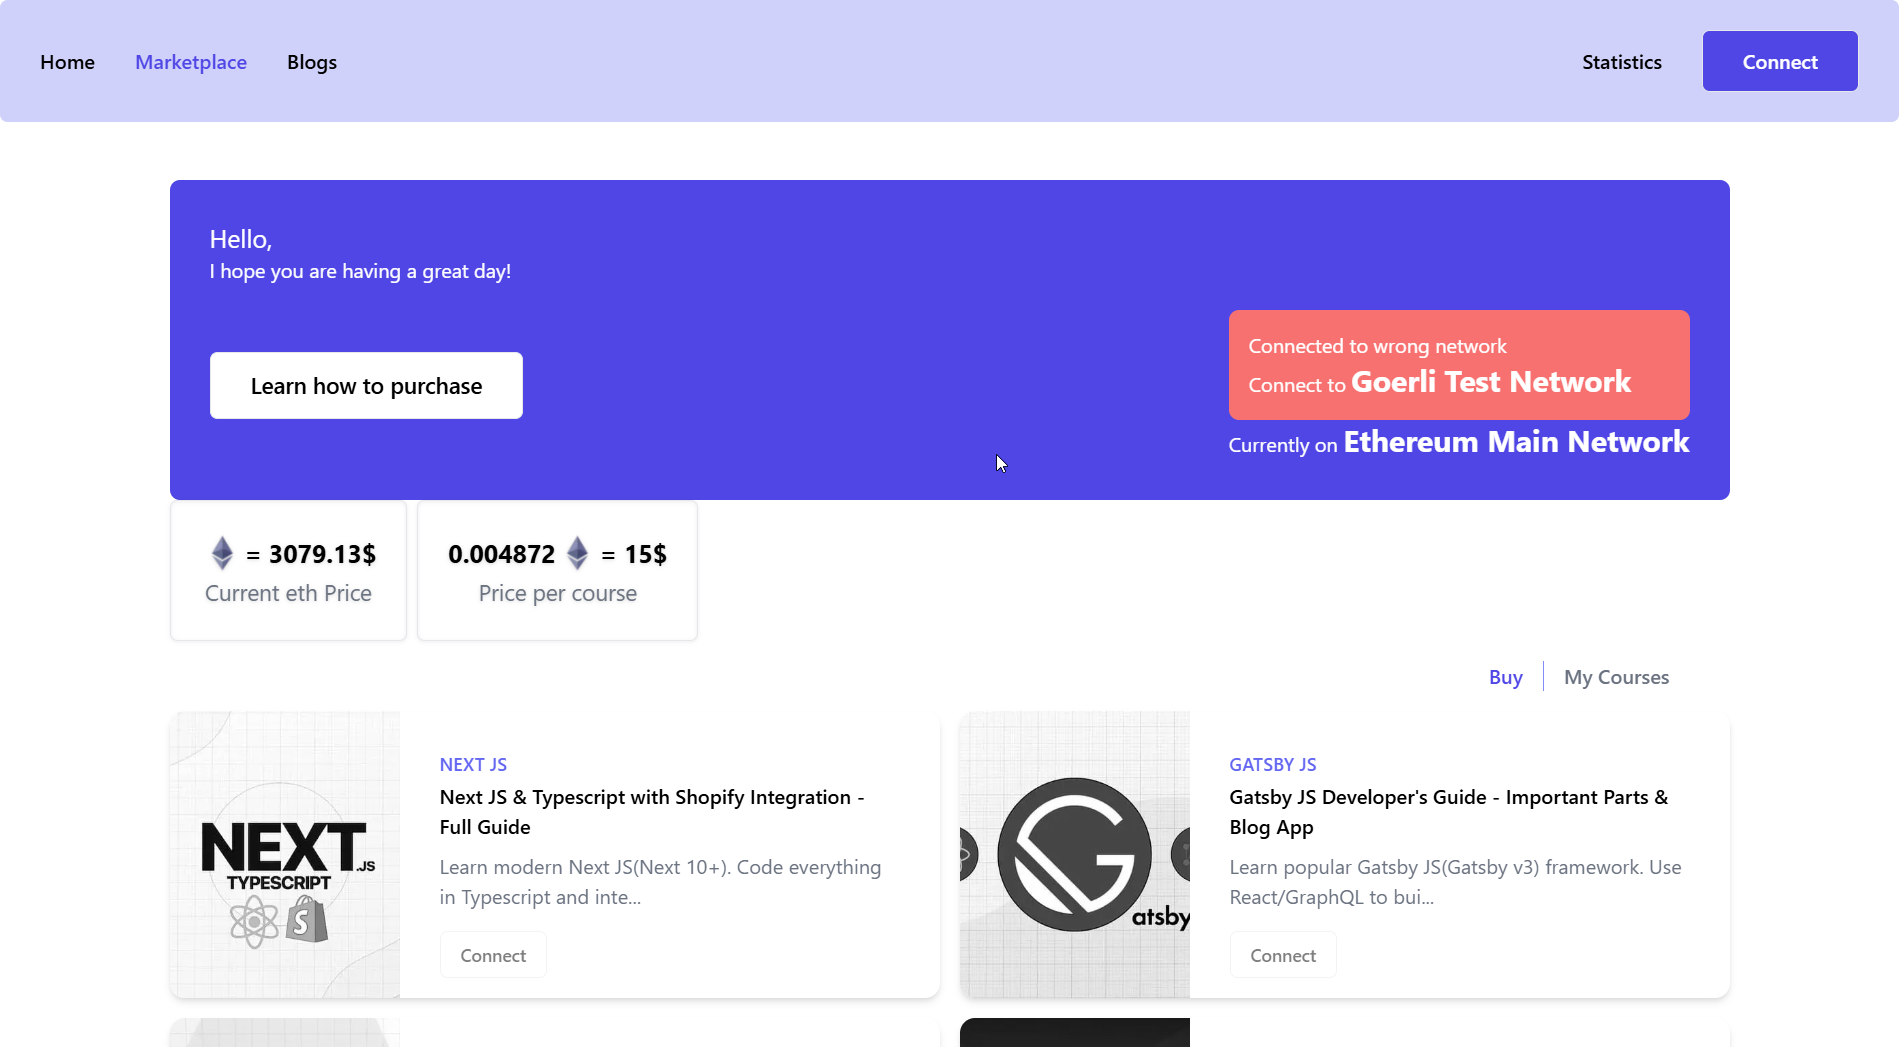 Home Marketplace Blogs Statistics Connect
Hello,
I hope you are having a great day!
Learn how to purchase
Connected to wrong network
Connect to Goerli Test Network
Currently on Ethereum Main Network
= 3079.13$
Current eth Price
0.004872 = 15$
Price per course
Buy My Courses
NEXT.JS
TYPESCRIPT
S
NEXT JS
Next JS & Typescript with Shopify Integration -
Full Guide
Learn modern Next JS(Next 10+). Code everything
in Typescript and inte...
Connect
atsby
GATSBY JS
Gatsby JS Developer's Guide - Important Parts &
Blog App
Learn popular Gatsby JS(Gatsby v3) framework. Use
React/GraphQL to bui...
Connect